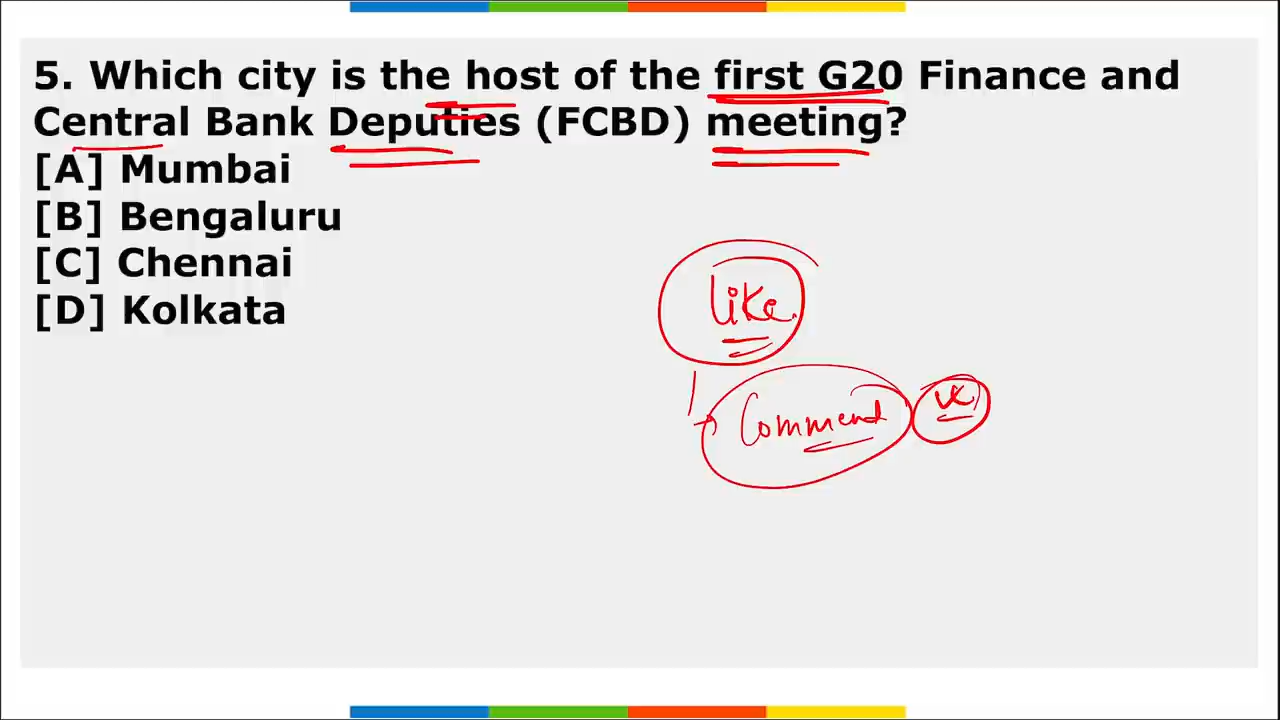 5. Which city is the host of the first G20 Finance and
Central Bank Deputies (FCBD) meeting?
[A] Mumbai
[B] Bengaluru
[C] Chennai
[D] Kolkata
like
Commend